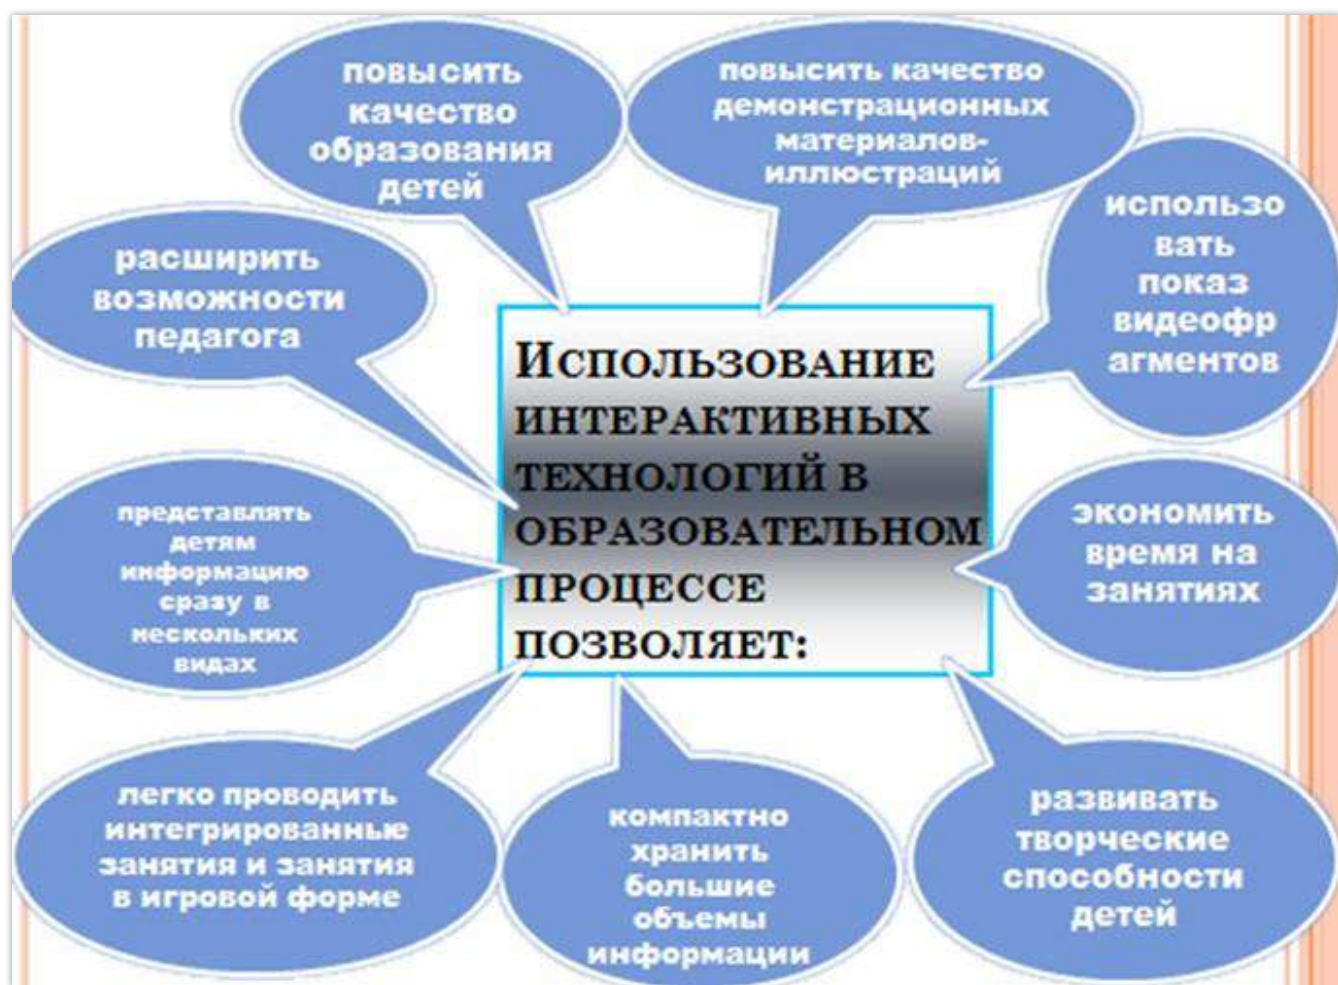 повысить
качество
образования
детей
повысить качество
демонстрационных
материалов-
иллюстраций
использо
вать
показ
видеофр
агментов
расширить
возможности
педагога
Использование
интерактивных
технологий в
образовательном
процессе
позволяет:
представлять
детям
информацию
сразу в
нескольких
видах
экономить
время на
занятиях
легко проводить
интегрированные
занятия и занятия
в игровой форме
компактно
хранить
большие
объемы
информации
развивать
творческие
способности
детей